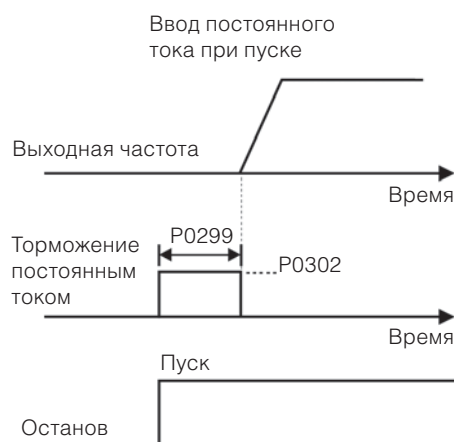 Ввод постоянного
тока при пуске
Выходная частота
Время
Торможение
постоянным
током
P0299
P0302
Время
Пуск
Останов